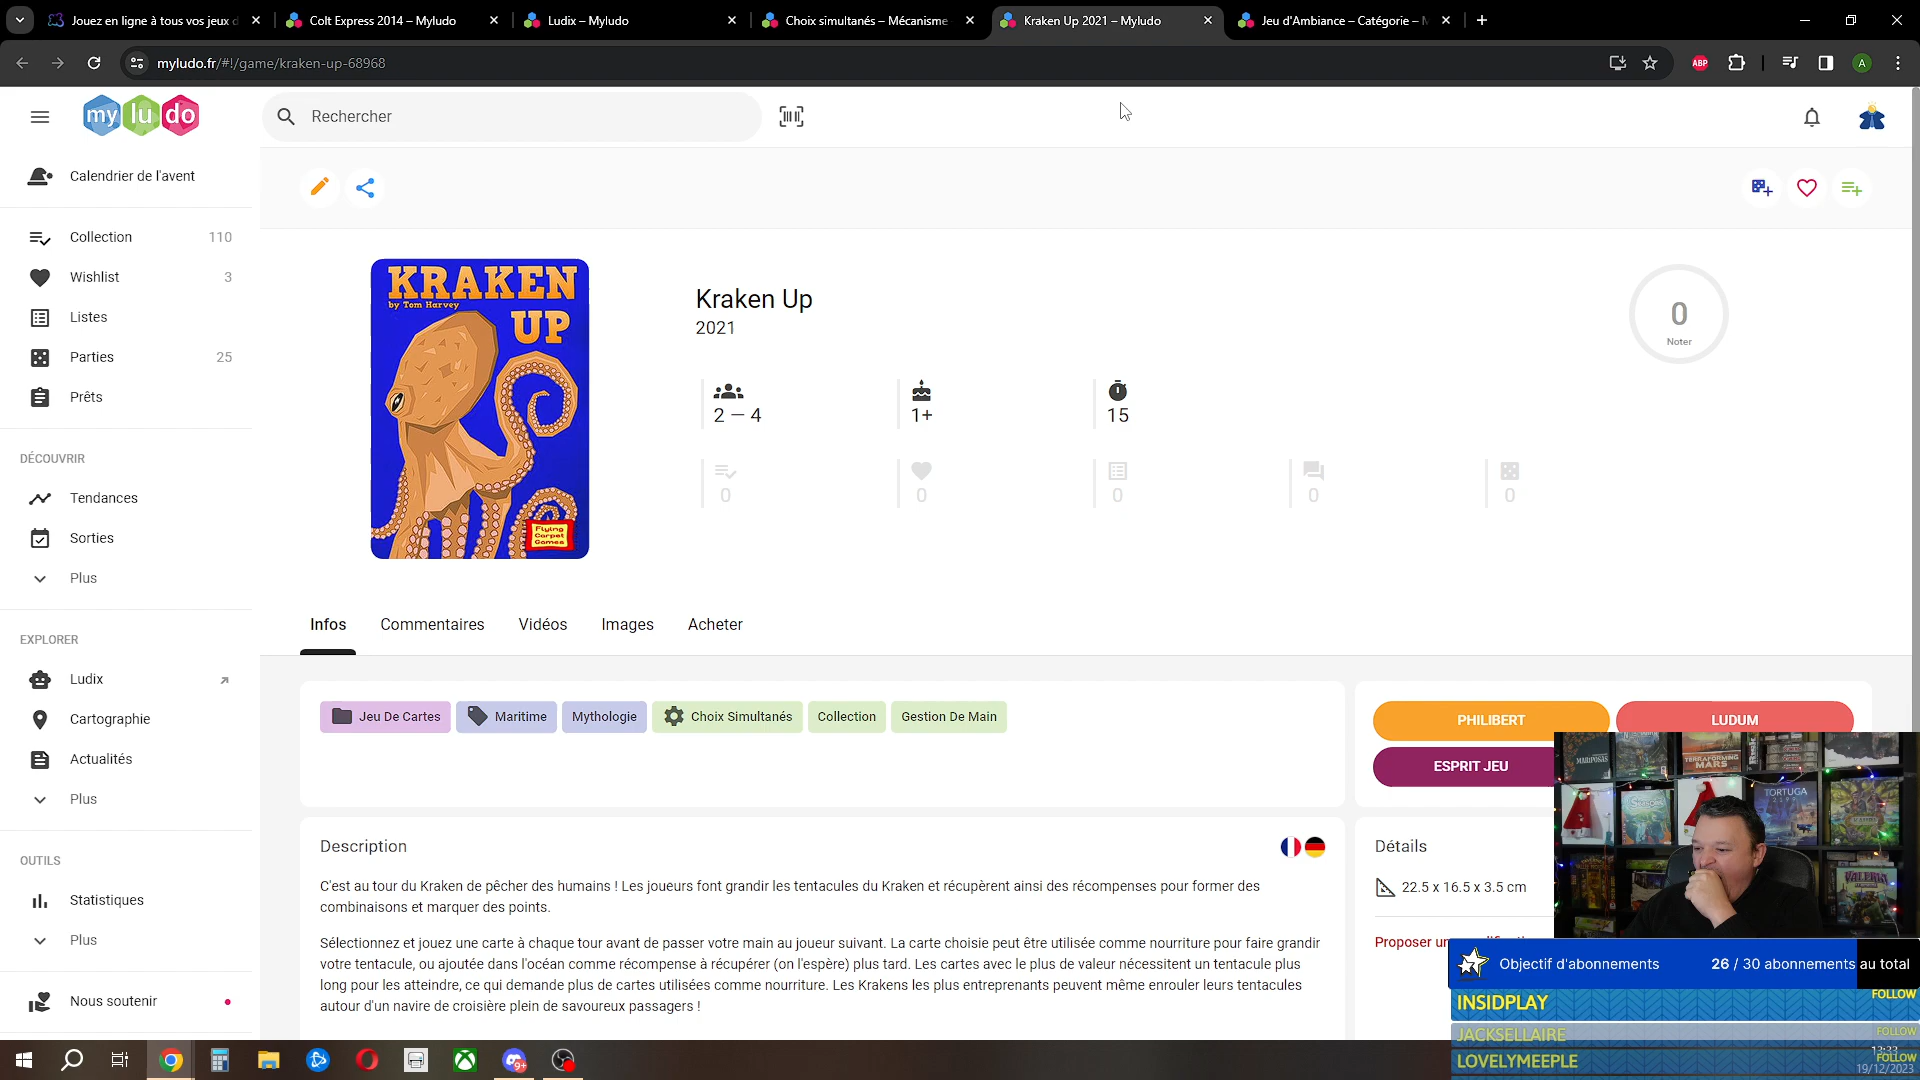 Jouez en ligne à tous vos jeux d
Colt Express 2014 – Myludo
Ludix – Myludo
Choix simultanés – Mécanisme
Kraken Up 2021 – Myludo
Jeu d'Ambiance – Catégorie – M
myludo.fr/#!/game/kraken-up-68968
ABP
A
my lu do
Rechercher
Calendrier de l'avent
Collection 110
Wishlist 3
Listes
Parties 25
Prêts
DÉCOUVRIR
Tendances
Sorties
Plus
EXPLORER
Ludix
Cartographie
Actualités
Plus
OUTILS
Statistiques
Plus
Nous soutenir
KRAKEN
by Tom Harvey
UP
Flying
Carpet
Games
Kraken Up
2021
0
Noter
2 — 4
1+
15
0
0
0
0
0
Infos
Commentaires
Vidéos
Images
Acheter
Jeu De Cartes
Maritime
Mythologie
Choix Simultanés
Collection
Gestion De Main
PHILIBERT
LUDUM
ESPRIT JEU
Description
C'est au tour du Kraken de pêcher des humains ! Les joueurs font grandir les tentacules du Kraken et récupèrent ainsi des récompenses pour former des
combinaisons et marquer des points.
Sélectionnez et jouez une carte à chaque tour avant de passer votre main au joueur suivant. La carte choisie peut être utilisée comme nourriture pour faire grandir
votre tentacule, ou ajoutée dans l'océan comme récompense à récupérer (on l'espère) plus tard. Les cartes avec le plus de valeur nécessitent un tentacule plus
long pour les atteindre, ce qui demande plus de cartes utilisées comme nourriture. Les Krakens les plus entreprenants peuvent même enrouler leurs tentacules
autour d'un navire de croisière plein de savoureux passagers !
Détails
22.5 x 16.5 x 3.5 cm
Proposer un
MARIPOSAS
TERRAFORMING
MARS
TORTUGA
2199
VALERIA
Objectif d'abonnements
26 / 30 abonnements au total
INSIDPLAY FOLLOW
JACKSELLAIRE FOLLOW
LOVELYMEEPLE FOLLOW
9+
13:33
19/12/2023